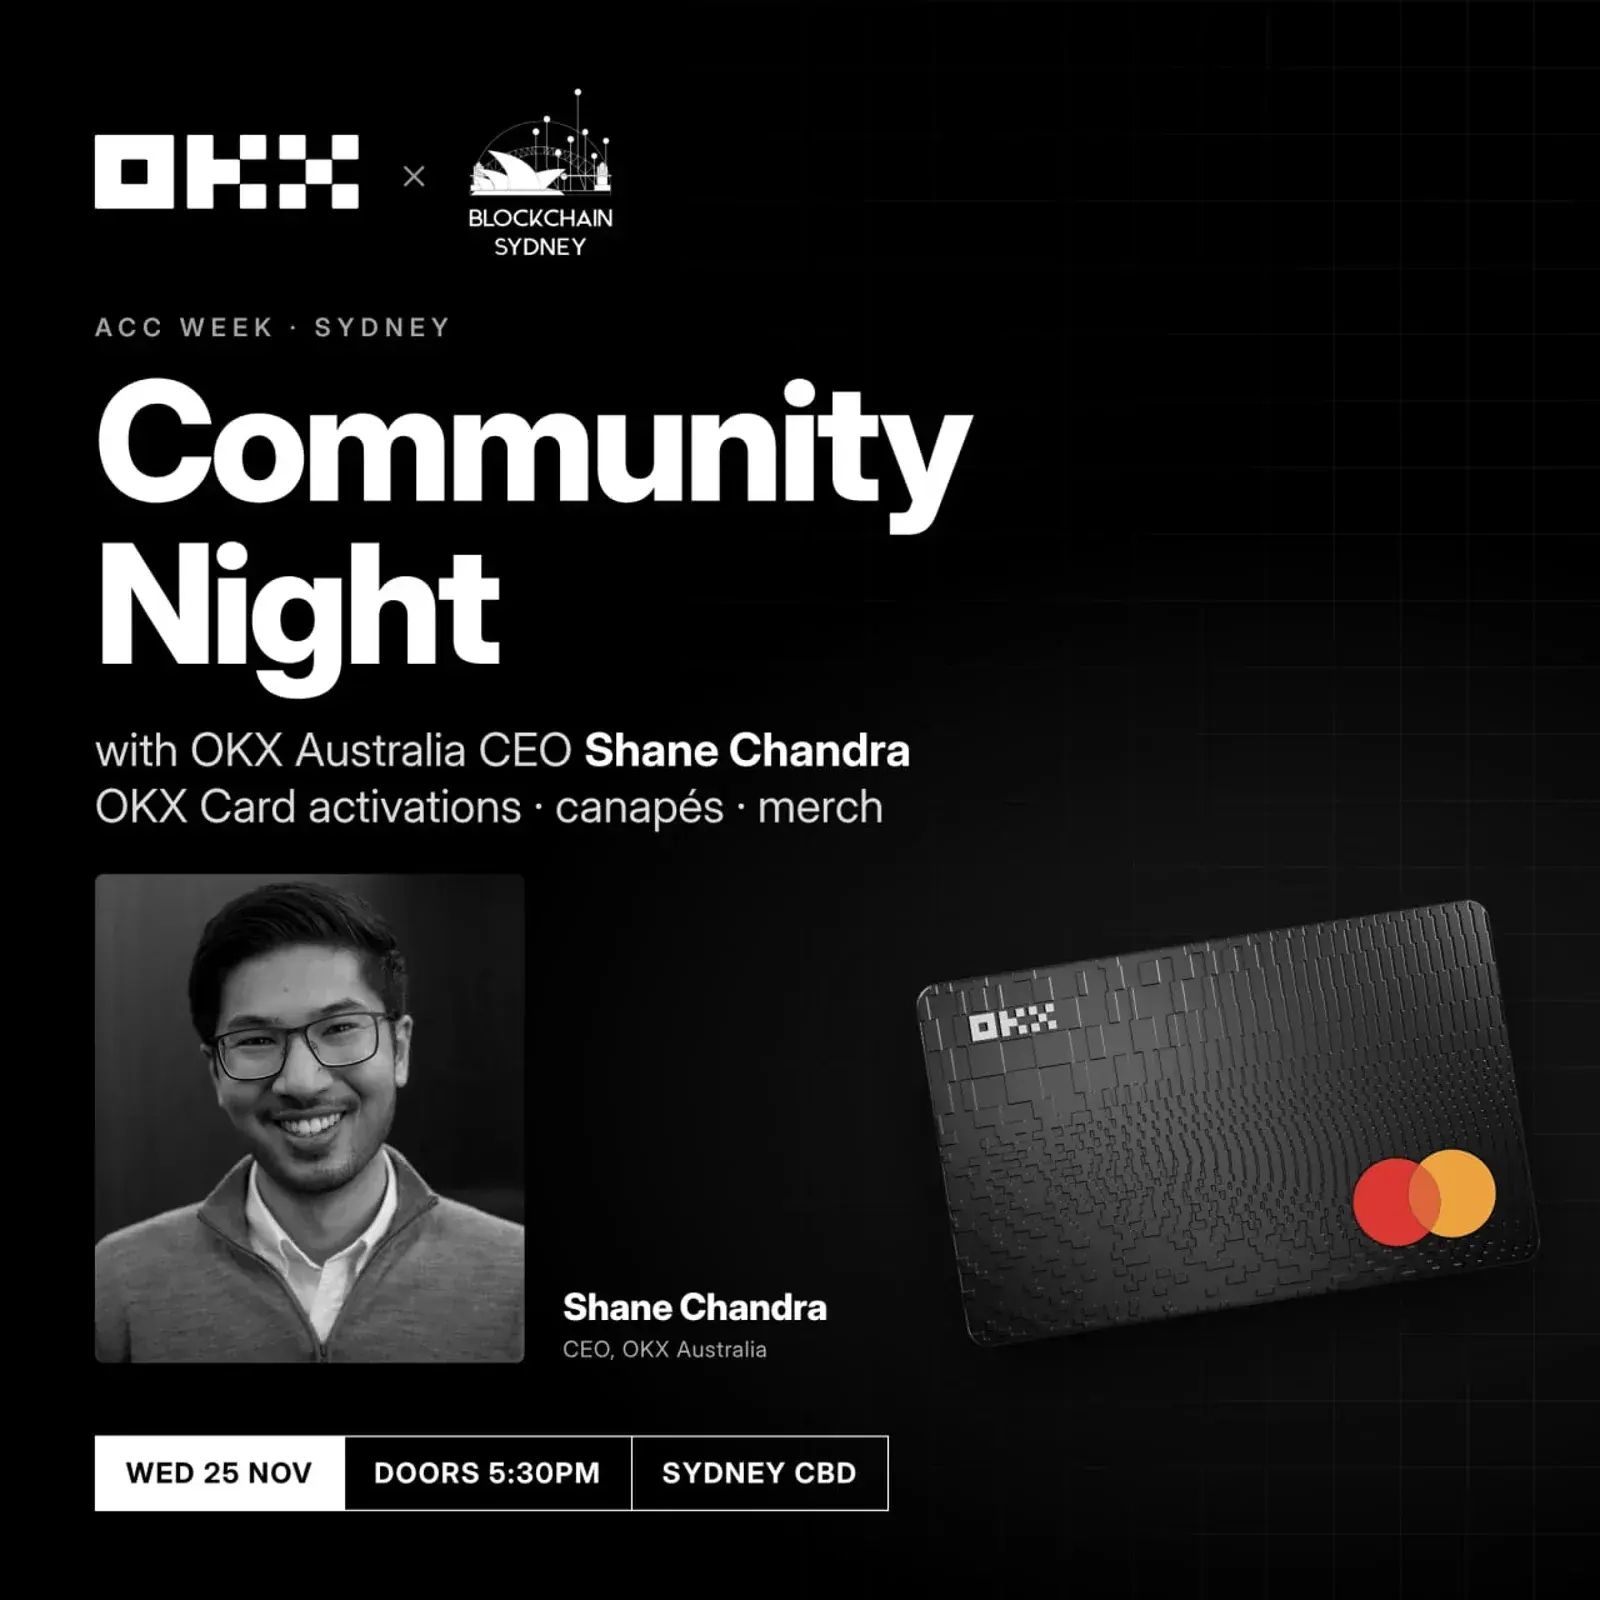 OKX × BLOCKCHAIN
SYDNEY
ACC WEEK · SYDNEY
Community
Night
with OKX Australia CEO Shane Chandra
OKX Card activations · canapés · merch
OKX
Shane Chandra
CEO, OKX Australia
WED 25 NOV
DOORS 5:30PM
SYDNEY CBD